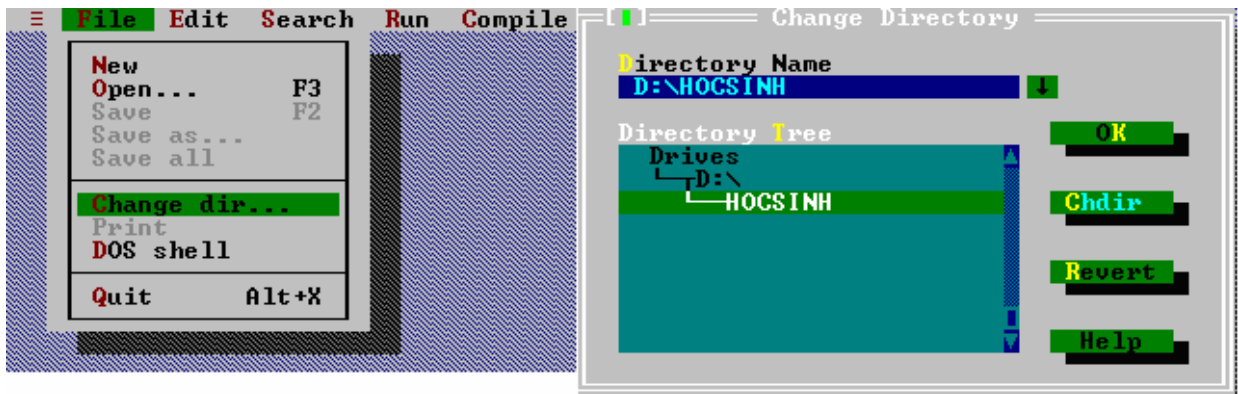 ≡ File Edit Search Run Compile
New
Open... F3
Save F2
Save as...
Save all
Change dir...
Print
DOS shell
Quit Alt+X
Change Directory
Directory Name
D:\HOCSINH
Directory Tree
Drives
D:\
HOCSINH
OK
Chdir
Revert
Help